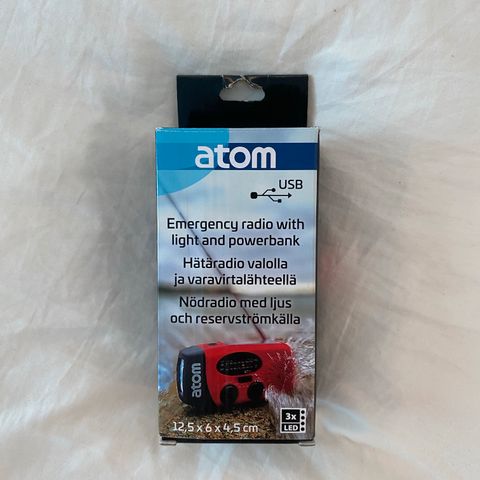 atom
USB
Emergency radio with
light and powerbank
Hätäradio valolla
ja varavirtalähteellä
Nödradio med ljus
och reservströmkälla
atom
12,5 x 6 x 4,5 cm
3x
LED